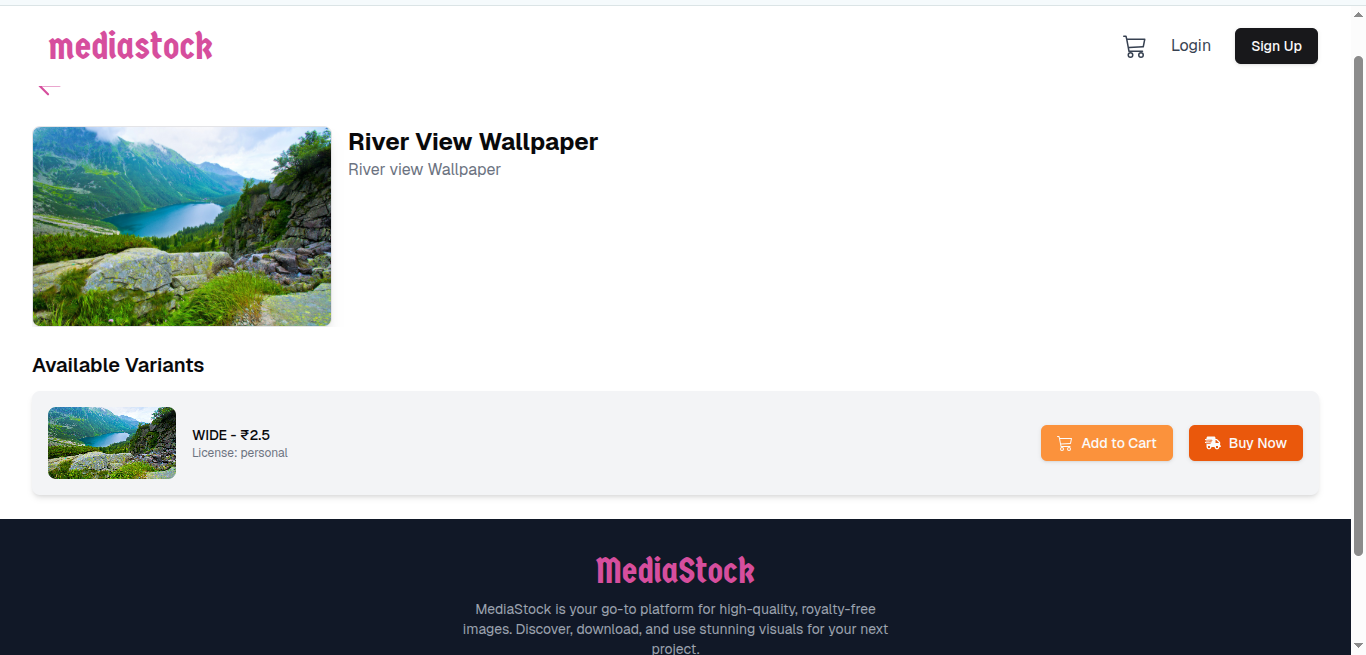 mediastock
Login
Sign Up
River View Wallpaper
River view Wallpaper
Available Variants
WIDE - ₹2.5
License: personal
Add to Cart
Buy Now
MediaStock
MediaStock is your go-to platform for high-quality, royalty-free
images. Discover, download, and use stunning visuals for your next
project.